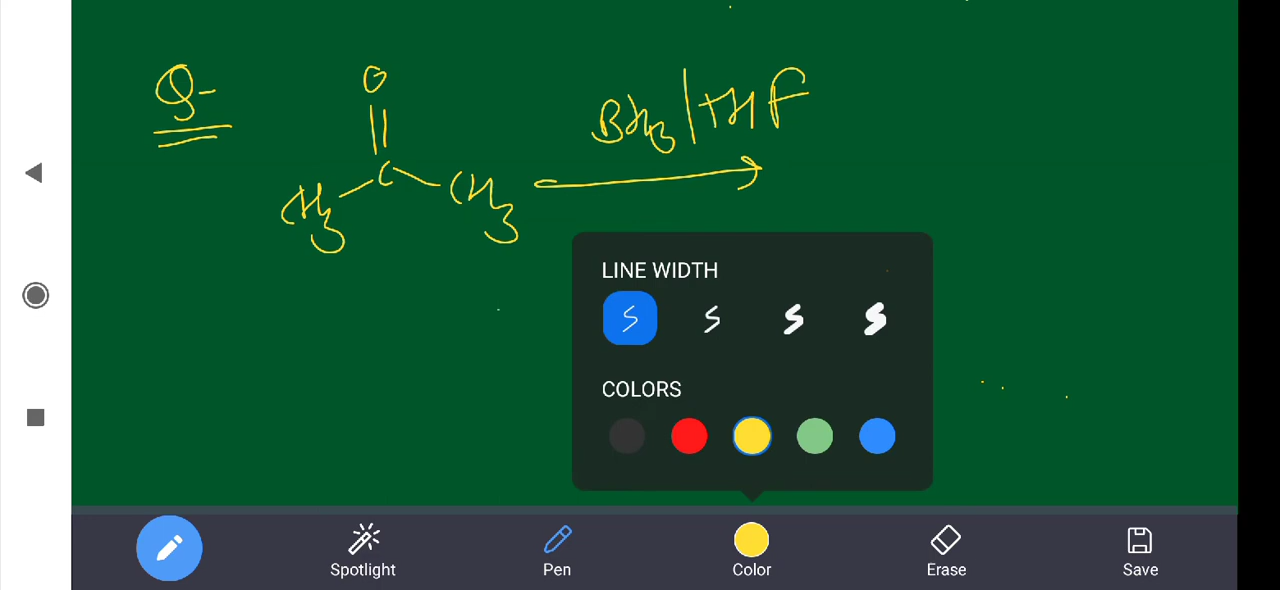 Q-
O
||
CH3 C CH3
BH3/THF
LINE WIDTH
COLORS
Spotlight
Pen
Color
Erase
Save